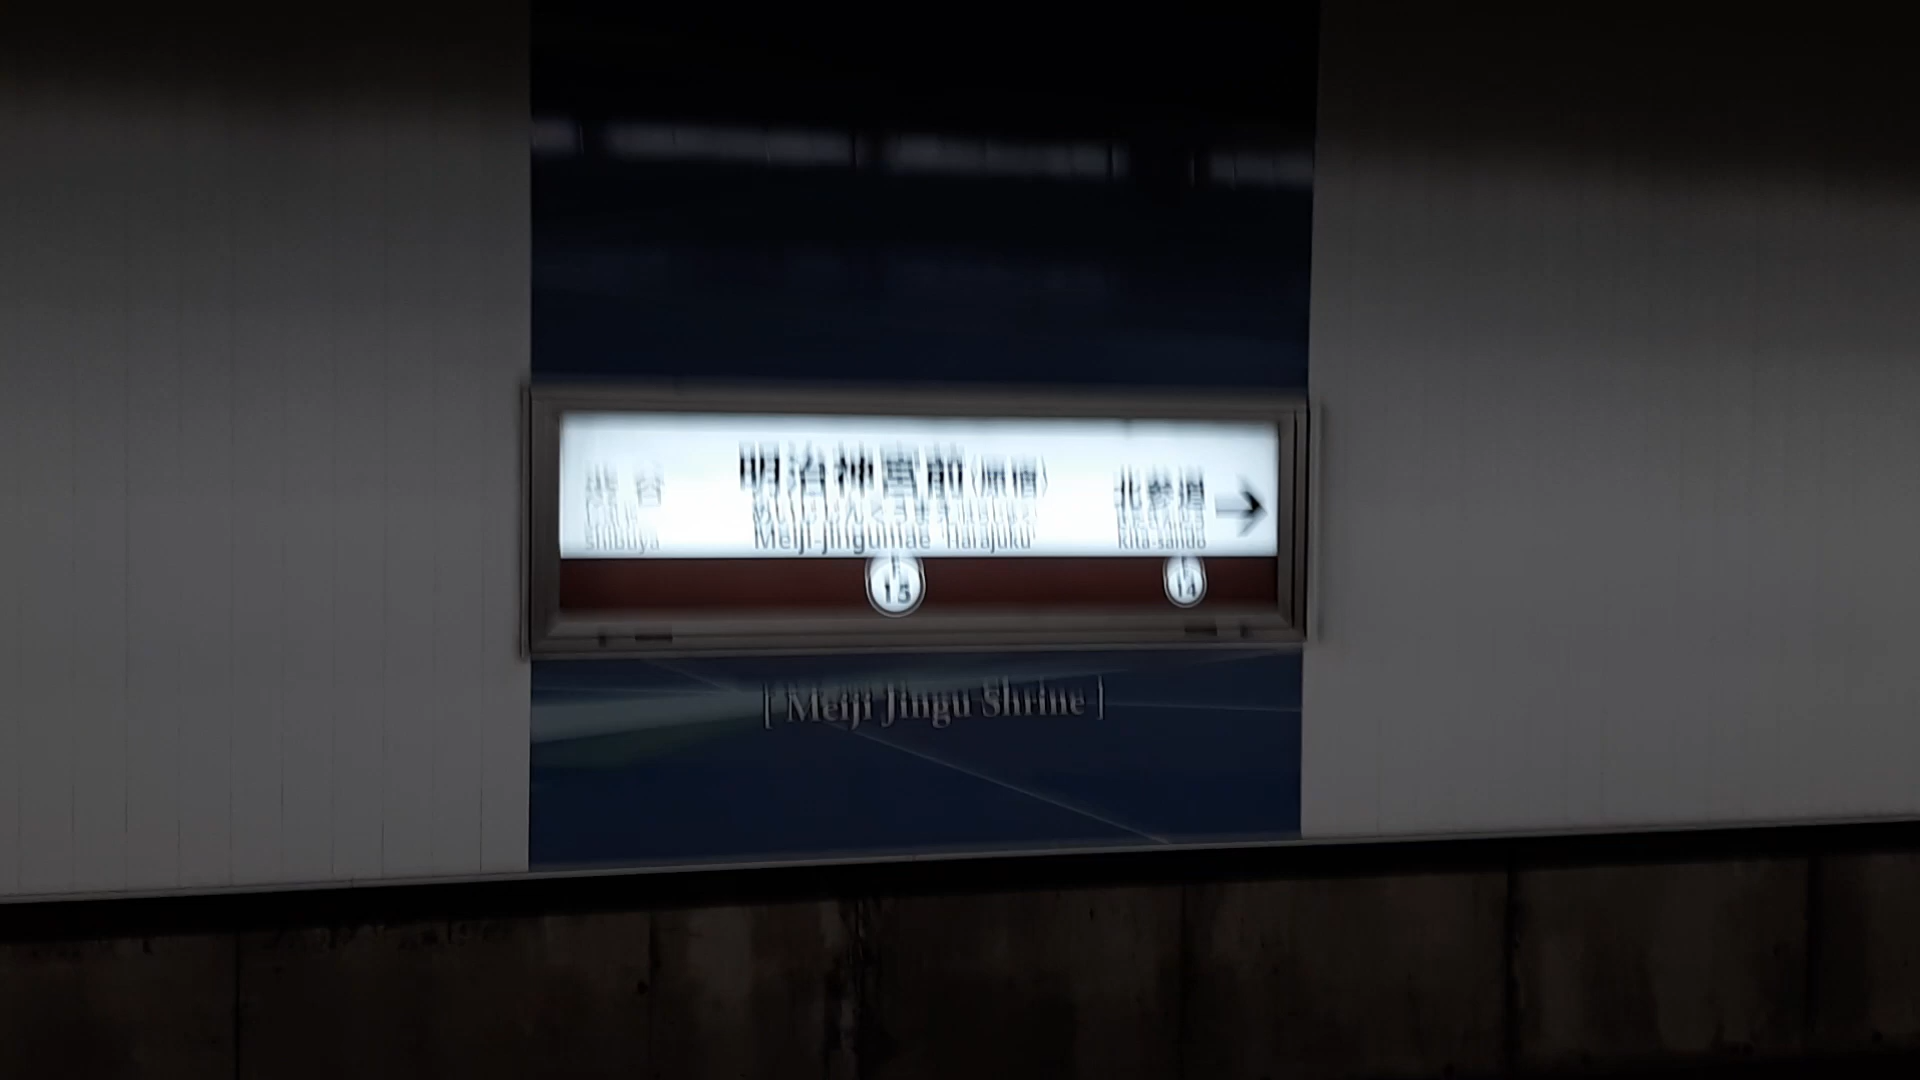 渋谷
明治神宮前〈原宿〉
北参道
Shibuya
Meiji-jingumae 'Harajuku'
Kita-sando
F
15
F
14
[ Meiji Jingu Shrine ]